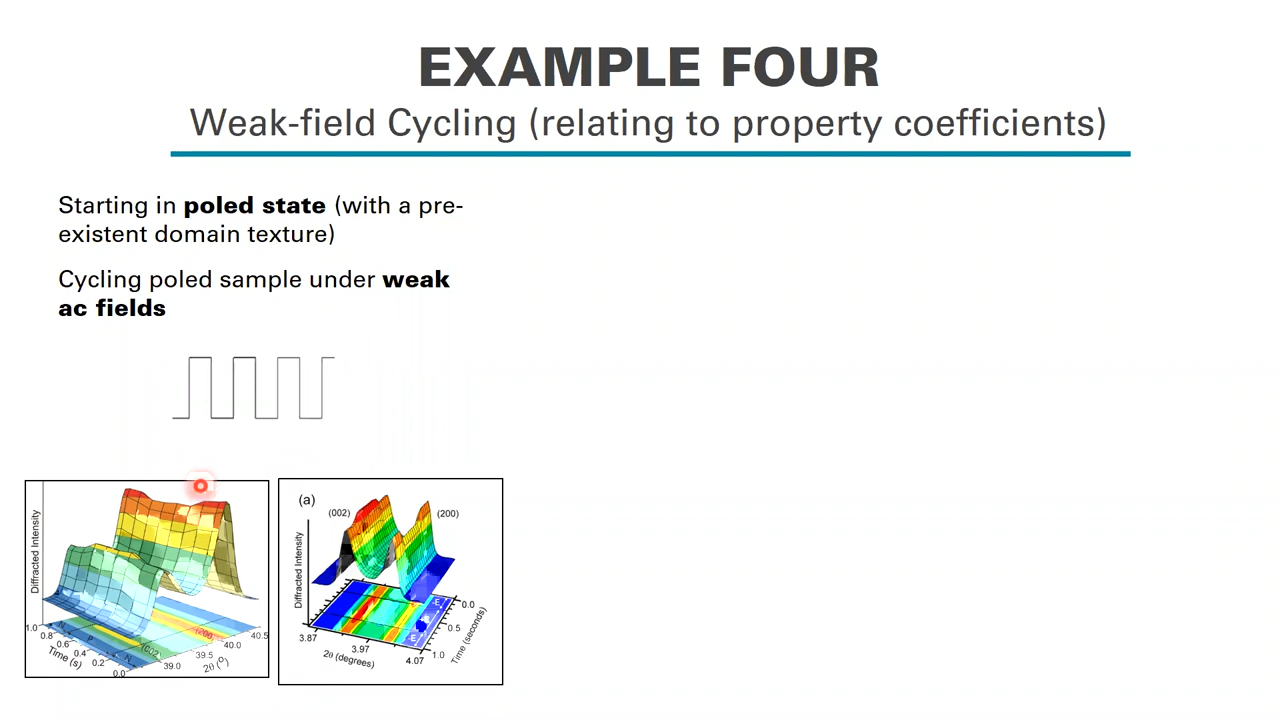 EXAMPLE FOUR
Weak-field Cycling (relating to property coefficients)
Starting in poled state (with a pre-
existent domain texture)
Cycling poled sample under weak
ac fields
Diffracted Intensity
1.0
0.8
0.6
0.4
0.2
0.0
Time (s)
N
P
N
(002
(200)
39.0
39.5
40.0
40.5
2θ (°)
(a)
(002)
(200)
Diffracted Intensity
3.87
3.97
4.07
2θ (degrees)
0.0
0.5
1.0
Time (seconds)
E
E